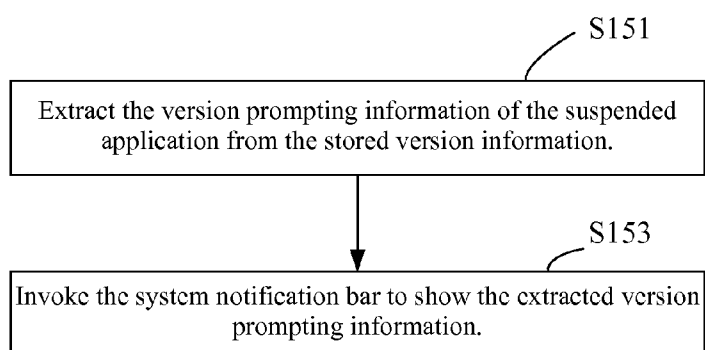 S151
Extract the version prompting information of the suspended
application from the stored version information.
S153
Invoke the system notification bar to show the extracted version
prompting information.